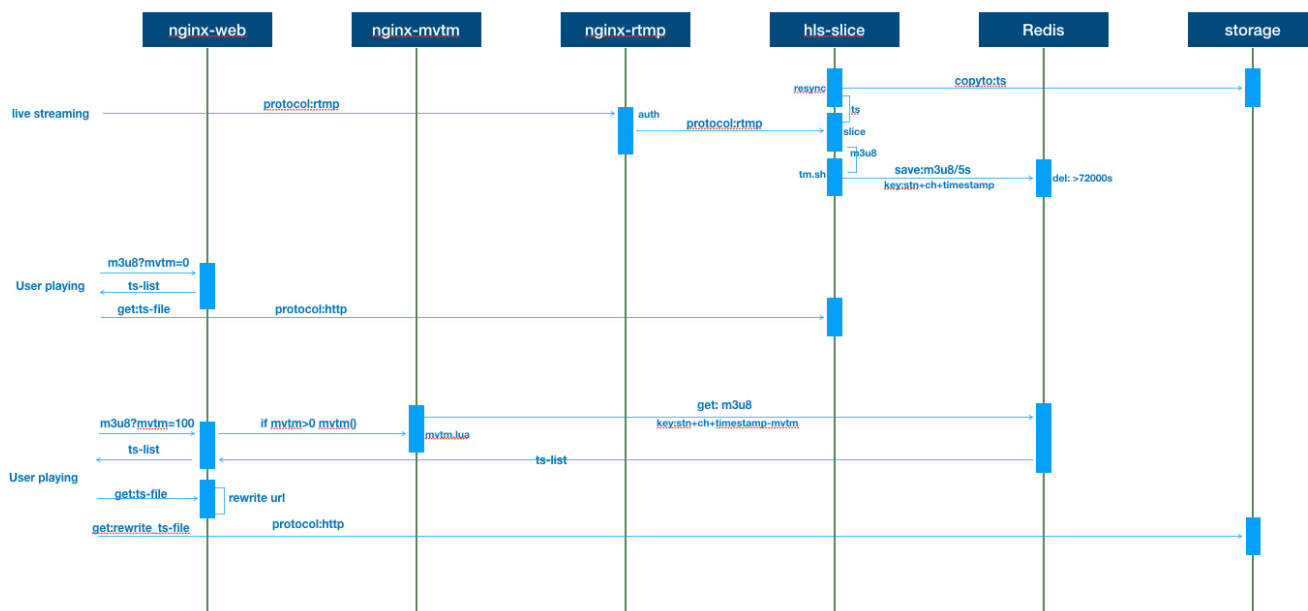 nginx-web
nginx-mvtm
nginx-rtmp
hls-slice
Redis
storage
resync
copyto:ts
live streaming
protocol:rtmp
auth
ts
protocol:rtmp
slice
m3u8
tm.sh
save:m3u8/5s
key:stn+ch+timestamp
del: >72000s
m3u8?mvtm=0
User playing
ts-list
get:ts-file
protocol:http
get: m3u8
m3u8?mvtm=100
if mvtm>0 mvtm()
mvtm.lua
key:stn+ch+timestamp-mvtm
ts-list
ts-list
User playing
get:ts-file
rewrite url
get:rewrite_ts-file
protocol:http